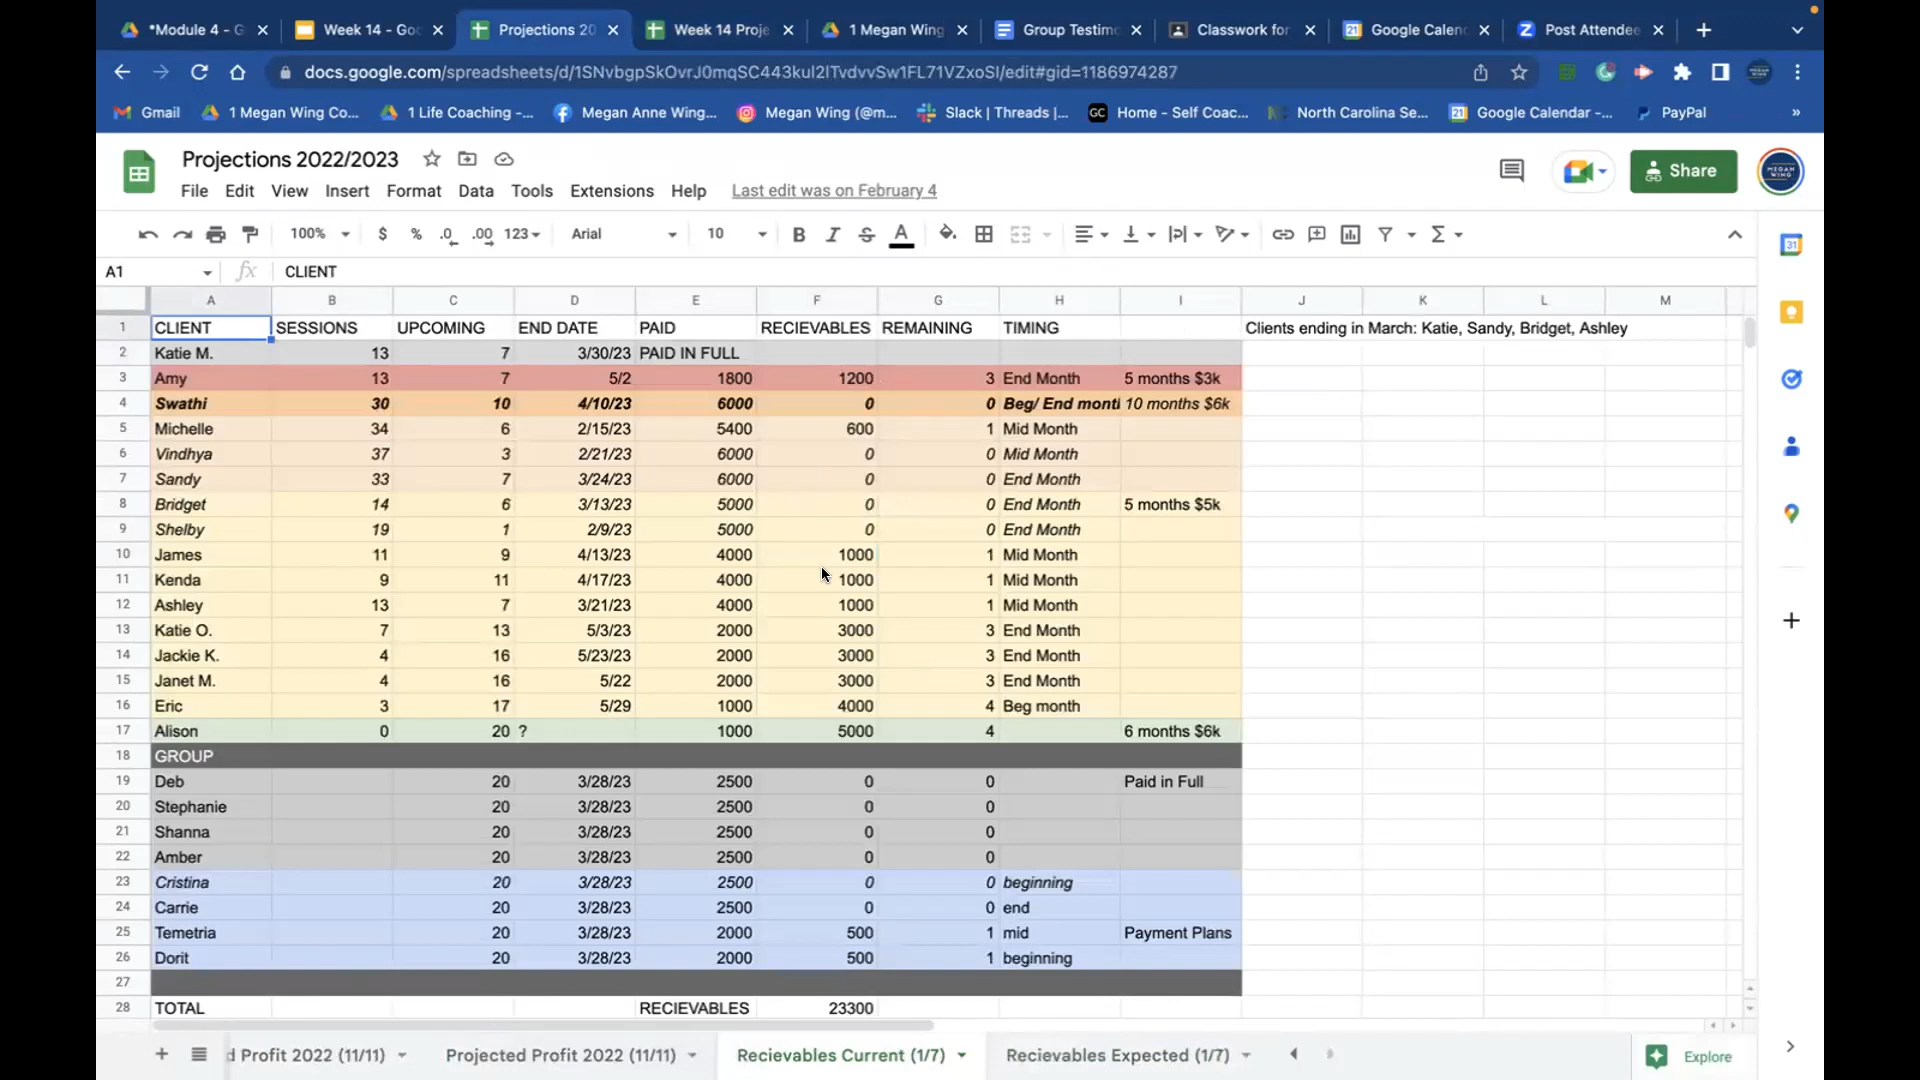 *Module 4 - G
Week 14 - Goo
Projections 20
Week 14 Proje
1 Megan Wing
Group Testimo
Classwork for
Google Calen
Post Attendee
docs.google.com/spreadsheets/d/1SNvbgpSkOvrJ0mqSC443kul2ITvdvvSw1FL71VZxoSI/edit#gid=1186974287
Gmail
1 Megan Wing Co...
1 Life Coaching -...
Megan Anne Wing...
Megan Wing (@m...
Slack | Threads |...
GC Home - Self Coac...
North Carolina Se...
Google Calendar -...
PayPal
»
Projections 2022/2023
Share
MEGAN WING
File Edit View Insert Format Data Tools Extensions Help Last edit was on February 4
100% $ % .0 .00 123 Arial 10 B I S A Σ
31
A1 fx CLIENT
A B C D E F G H I J K L M
1 CLIENT SESSIONS UPCOMING END DATE PAID RECIEVABLES REMAINING TIMING Clients ending in March: Katie, Sandy, Bridget, Ashley
2 Katie M. 13 7 3/30/23 PAID IN FULL
3 Amy 13 7 5/2 1800 1200 3 End Month 5 months $3k
4 Swathi 30 10 4/10/23 6000 0 0 Beg/ End mont 10 months $6k
5 Michelle 34 6 2/15/23 5400 600 1 Mid Month
6 Vindhya 37 3 2/21/23 6000 0 0 Mid Month
7 Sandy 33 7 3/24/23 6000 0 0 End Month
8 Bridget 14 6 3/13/23 5000 0 0 End Month 5 months $5k
9 Shelby 19 1 2/9/23 5000 0 0 End Month
10 James 11 9 4/13/23 4000 1000 1 Mid Month
11 Kenda 9 11 4/17/23 4000 1000 1 Mid Month
12 Ashley 13 7 3/21/23 4000 1000 1 Mid Month
13 Katie O. 7 13 5/3/23 2000 3000 3 End Month
14 Jackie K. 4 16 5/23/23 2000 3000 3 End Month
15 Janet M. 4 16 5/22 2000 3000 3 End Month
16 Eric 3 17 5/29 1000 4000 4 Beg month
17 Alison 0 20 ? 1000 5000 4 6 months $6k
18 GROUP
19 Deb 20 3/28/23 2500 0 0 Paid in Full
20 Stephanie 20 3/28/23 2500 0 0
21 Shanna 20 3/28/23 2500 0 0
22 Amber 20 3/28/23 2500 0 0
23 Cristina 20 3/28/23 2500 0 0 beginning
24 Carrie 20 3/28/23 2500 0 0 end
25 Temetria 20 3/28/23 2000 500 1 mid Payment Plans
26 Dorit 20 3/28/23 2000 500 1 beginning
27
28 TOTAL RECIEVABLES 23300
d Profit 2022 (11/11) Projected Profit 2022 (11/11) Recievables Current (1/7) Recievables Expected (1/7) Explore